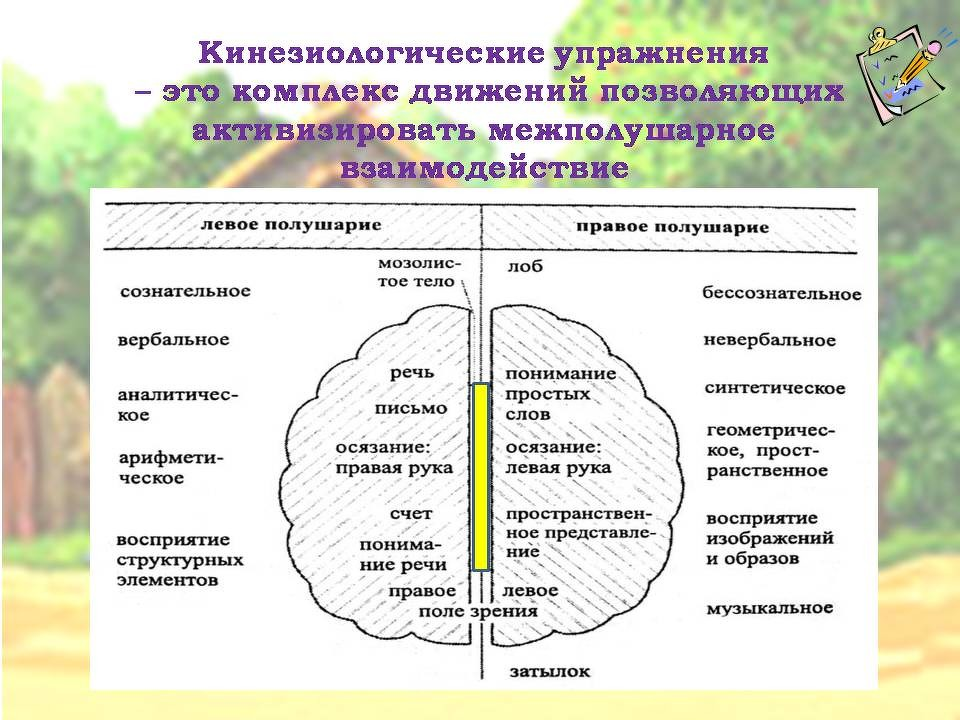 Кинезиологические упражнения
– это комплекс движений позволяющих
активизировать межполушарное
взаимодействие
левое полушарие
правое полушарие
мозолис-
тое тело
лоб
сознательное
вербальное
аналитичес-
кое
арифмети-
ческое
восприятие
структурных
элементов
речь
письмо
осязание:
правая рука
счет
понима-
ние речи
правое
понимание
простых
слов
осязание:
левая рука
пространствен-
ное представле-
ние
левое
поле зрения
бессознательное
невербальное
синтетическое
геометричес-
кое, прост-
ранственное
восприятие
изображений
и образов
музыкальное
затылок